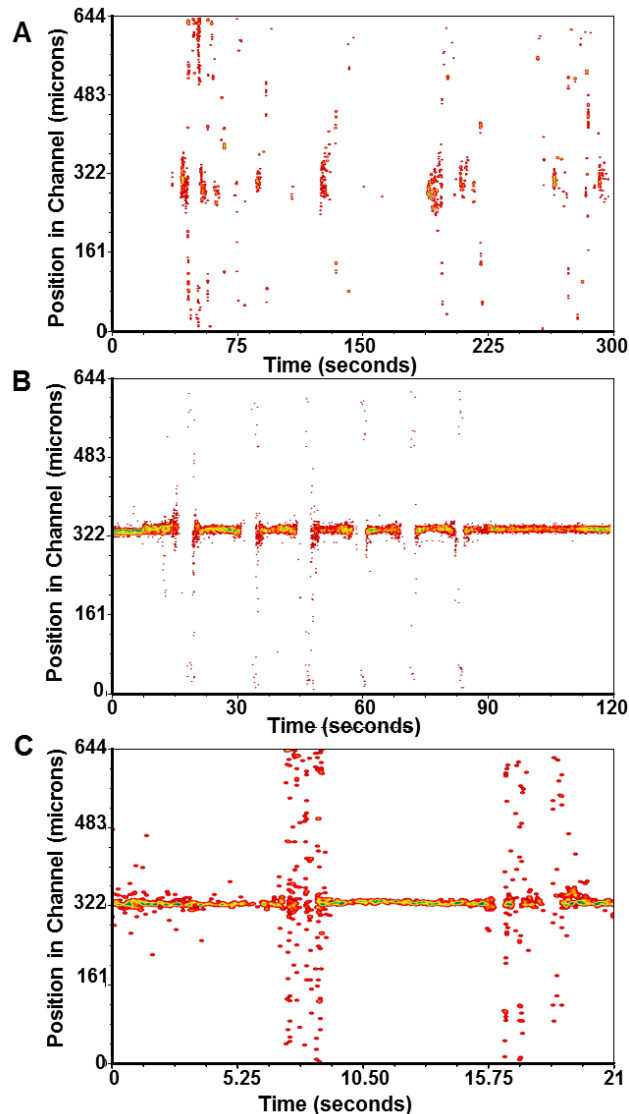 A
Position in Channel (microns)
644
483
322
161
0
0 75 150 225 300
Time (seconds)
B
Position in Channel (microns)
644
483
322
161
0
0 30 60 90 120
Time (seconds)
C
Position in Channel (microns)
644
483
322
161
0
0 5.25 10.50 15.75 21
Time (seconds)